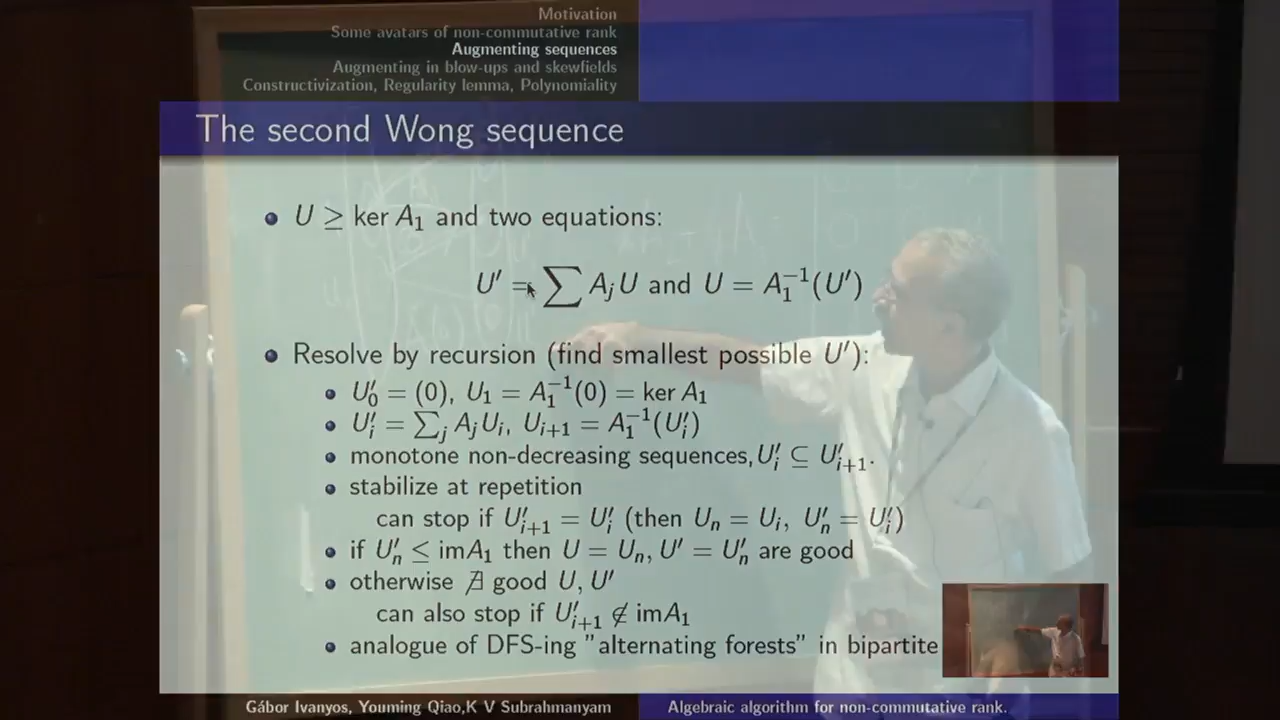 Motivation
Some avatars of non-commutative rank
Augmenting sequences
Augmenting in blow-ups and skewfields
Constructivization, Regularity lemma, Polynomiality
The second Wong sequence
U ≥ ker A₁ and two equations:
U′ = ∑ AⱼU and U = A₁⁻¹(U′)
Resolve by recursion (find smallest possible U′):
U′₀ = (0), U₁ = A₁⁻¹(0) = ker A₁
U′ᵢ = ∑ⱼ AⱼUᵢ, Uᵢ₊₁ = A₁⁻¹(U′ᵢ)
monotone non-decreasing sequences, U′ᵢ ⊆ U′ᵢ₊₁.
stabilize at repetition
can stop if U′ᵢ₊₁ = U′ᵢ (then Uₙ = Uᵢ, U′ₙ = U′ᵢ)
if U′ₙ ≤ imA₁ then U = Uₙ, U′ = U′ₙ are good
otherwise ∄ good U, U′
can also stop if U′ᵢ₊₁ ⊄ imA₁
analogue of DFS-ing "alternating forests" in bipartite
Gábor Ivanyos, Youming Qiao,K V Subrahmanyam
Algebraic algorithm for non-commutative rank.